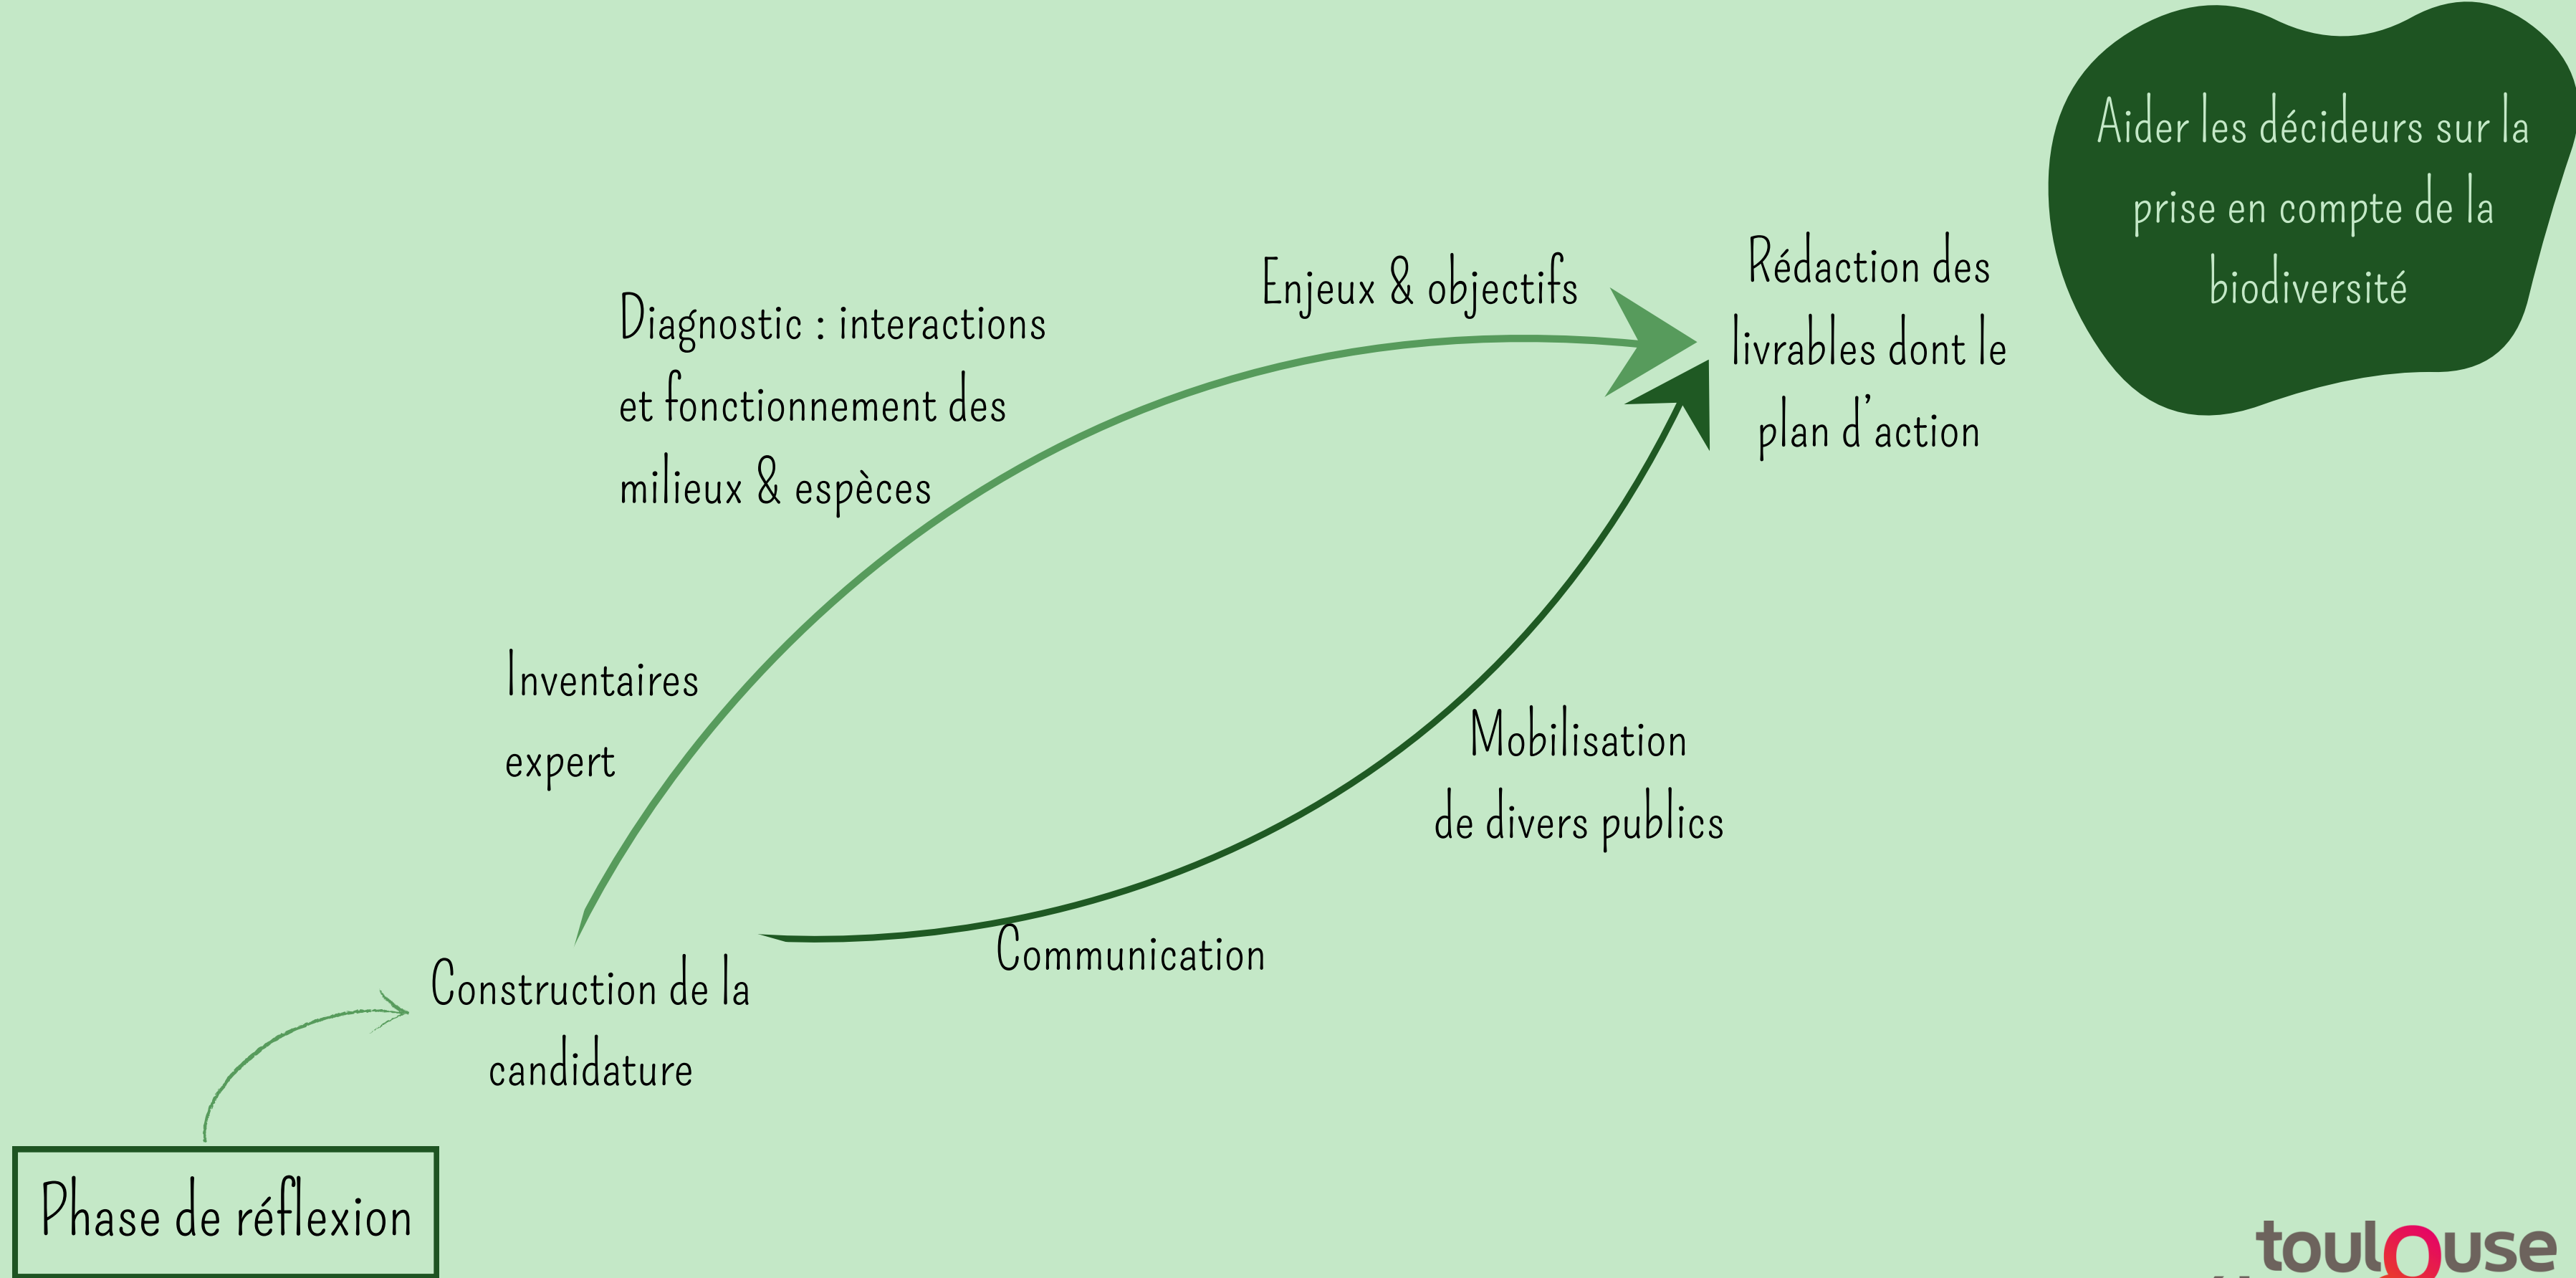 Aider les décideurs sur la
prise en compte de la
biodiversité
Rédaction des
livrables dont le
plan d'action
Enjeux & objectifs
Diagnostic : interactions
et fonctionnement des
milieux & espèces
Inventaires
expert
Mobilisation
de divers publics
Communication
Construction de la
candidature
Phase de réflexion
toulouse